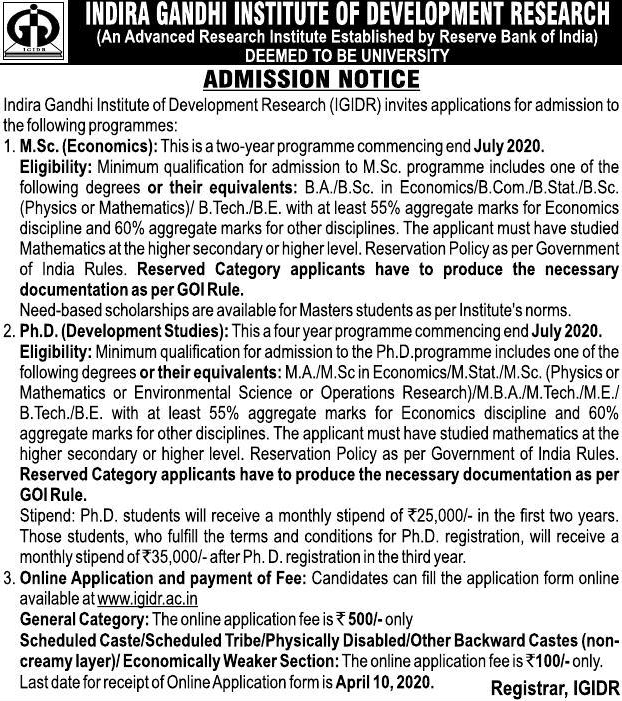 INDIRA GANDHI INSTITUTE OF DEVELOPMENT RESEARCH
(An Advanced Research Institute Established by Reserve Bank of India)
DEEMED TO BE UNIVERSITY
IGIDR
ADMISSION NOTICE
Indira Gandhi Institute of Development Research (IGIDR) invites applications for admission to
the following programmes:
1. M.Sc. (Economics): This is a two-year programme commencing end July 2020.
Eligibility: Minimum qualification for admission to M.Sc. programme includes one of the
following degrees or their equivalents: B.A./B.Sc. in Economics/B.Com./B.Stat./B.Sc.
(Physics or Mathematics)/ B.Tech./B.E. with at least 55% aggregate marks for Economics
discipline and 60% aggregate marks for other disciplines. The applicant must have studied
Mathematics at the higher secondary or higher level. Reservation Policy as per Government
of India Rules. Reserved Category applicants have to produce the necessary
documentation as per GOI Rule.
Need-based scholarships are available for Masters students as per Institute's norms.
2. Ph.D. (Development Studies): This a four year programme commencing end July 2020.
Eligibility: Minimum qualification for admission to the Ph.D.programme includes one of the
following degrees or their equivalents: M.A./M.Sc in Economics/M.Stat./M.Sc. (Physics or
Mathematics or Environmental Science or Operations Research)/M.B.A./M.Tech./M.E./
B.Tech./B.E. with at least 55% aggregate marks for Economics discipline and 60%
aggregate marks for other disciplines. The applicant must have studied mathematics at the
higher secondary or higher level. Reservation Policy as per Government of India Rules.
Reserved Category applicants have to produce the necessary documentation as per
GOI Rule.
Stipend: Ph.D. students will receive a monthly stipend of ₹25,000/- in the first two years.
Those students, who fulfill the terms and conditions for Ph.D. registration, will receive a
monthly stipend of ₹35,000/- after Ph. D. registration in the third year.
3. Online Application and payment of Fee: Candidates can fill the application form online
available at www.igidr.ac.in
General Category: The online application fee is ₹ 500/- only
Scheduled Caste/Scheduled Tribe/Physically Disabled/Other Backward Castes (non-
creamy layer)/ Economically Weaker Section: The online application fee is ₹100/- only.
Last date for receipt of Online Application form is April 10, 2020.
Registrar, IGIDR